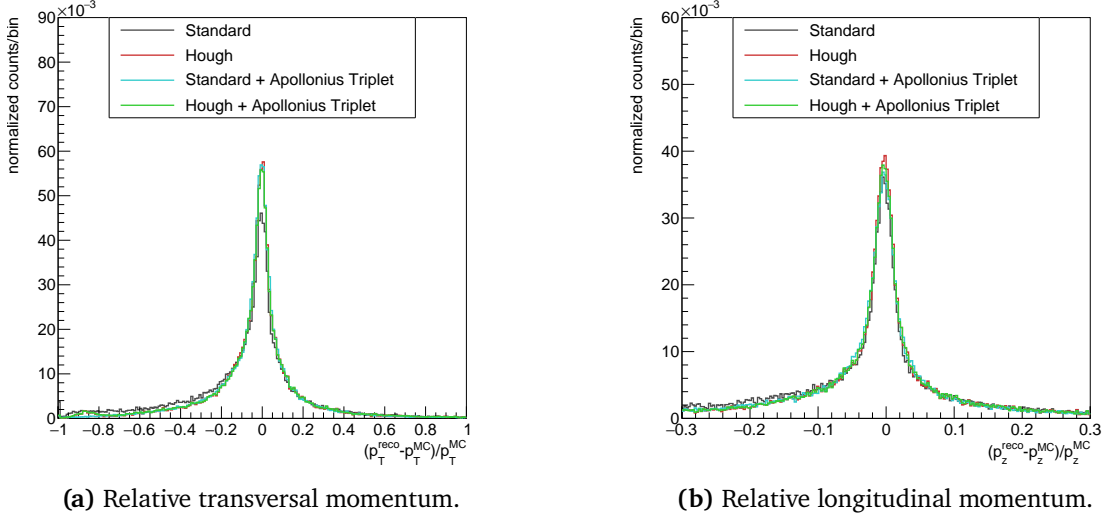 ×10⁻³
normalized counts/bin
90
80
70
60
50
40
30
20
10
0
Standard
Hough
Standard + Apollonius Triplet
Hough + Apollonius Triplet
−1 −0.8 −0.6 −0.4 −0.2 0 0.2 0.4 0.6 0.8 1
(p_T^reco-p_T^MC)/p_T^MC
(a) Relative transversal momentum.
×10⁻³
normalized counts/bin
60
50
40
30
20
10
0
Standard
Hough
Standard + Apollonius Triplet
Hough + Apollonius Triplet
−0.3 −0.2 −0.1 0 0.1 0.2 0.3
(p_z^reco-p_z^MC)/p_z^MC
(b) Relative longitudinal momentum.